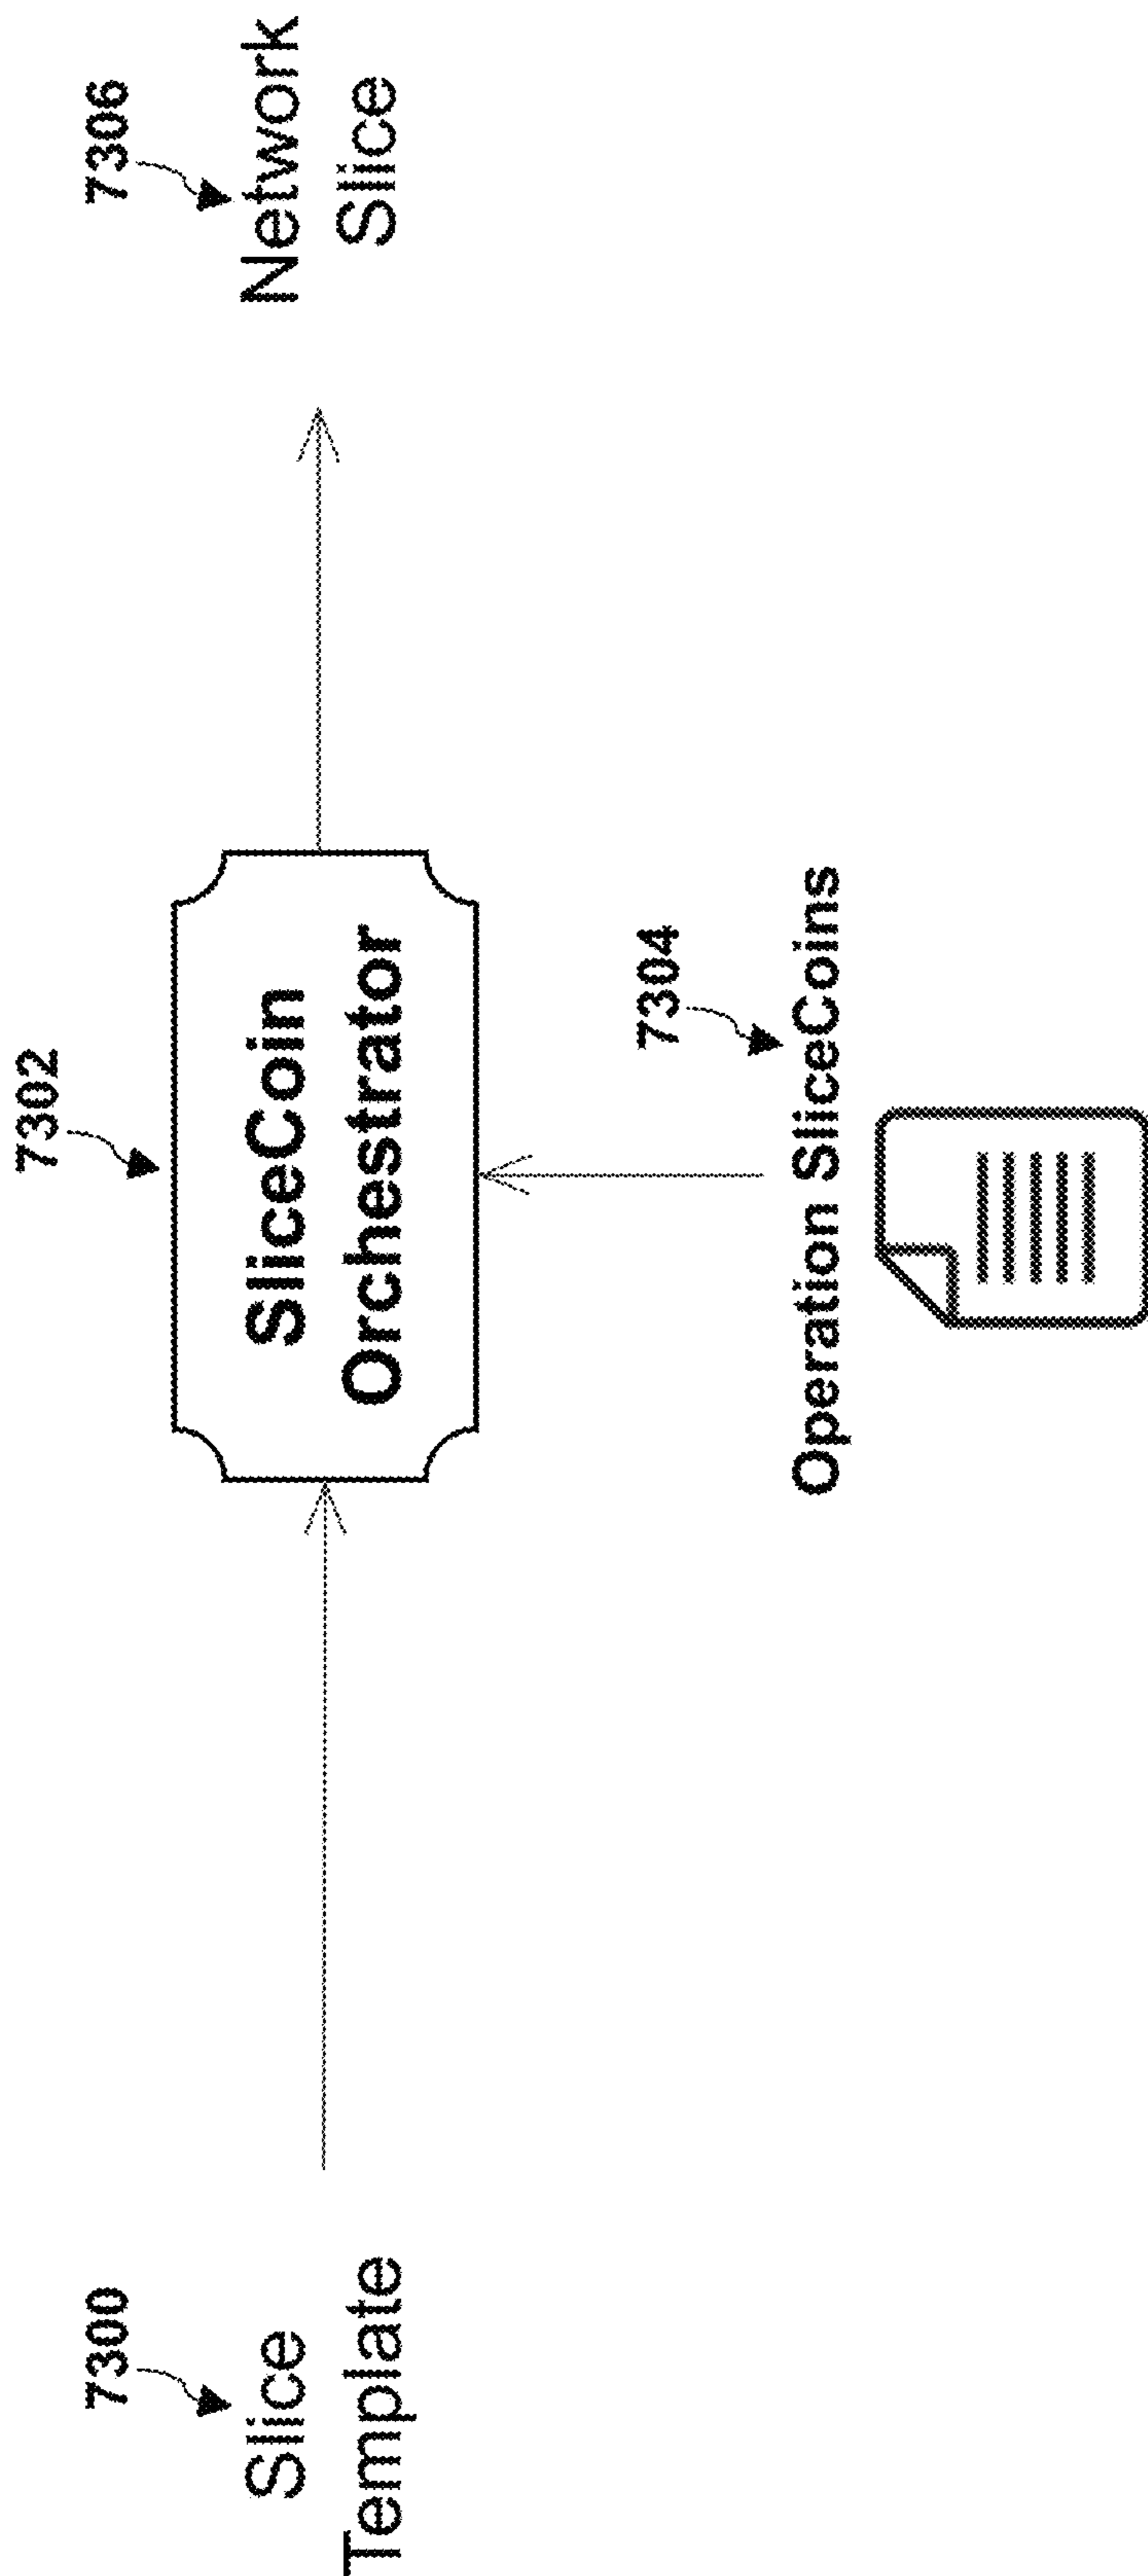 7300
Slice
Template
7302
SliceCoin
Orchestrator
7304
Operation SliceCoins
7306
Network
Slice